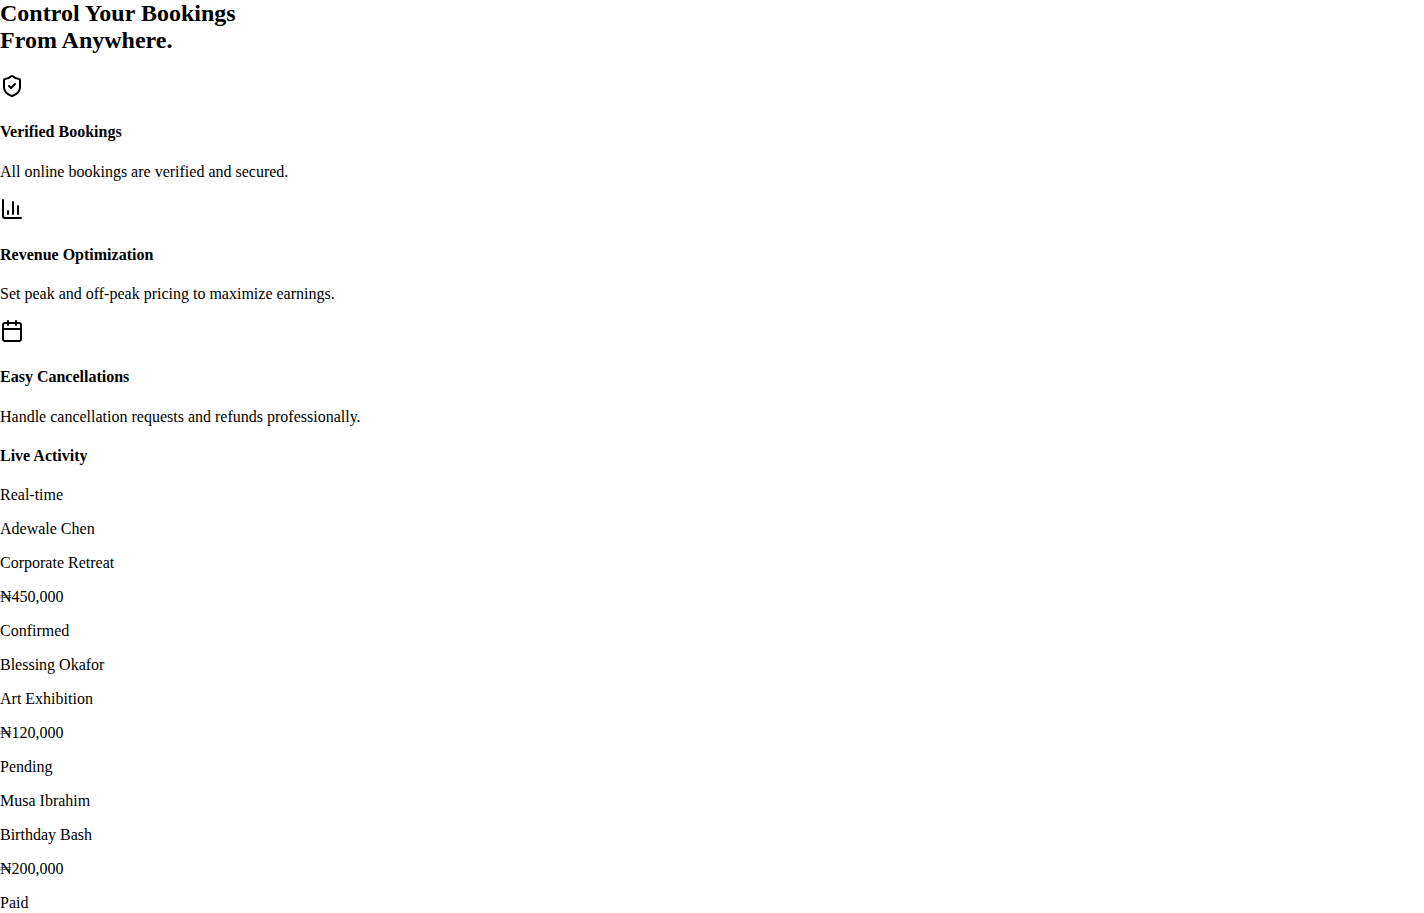 Control Your Bookings
From Anywhere.
Verified Bookings
All online bookings are verified and secured.
Revenue Optimization
Set peak and off-peak pricing to maximize earnings.
Easy Cancellations
Handle cancellation requests and refunds professionally.
Live Activity
Real-time
Adewale Chen
Corporate Retreat
₦450,000
Confirmed
Blessing Okafor
Art Exhibition
₦120,000
Pending
Musa Ibrahim
Birthday Bash
₦200,000
Paid